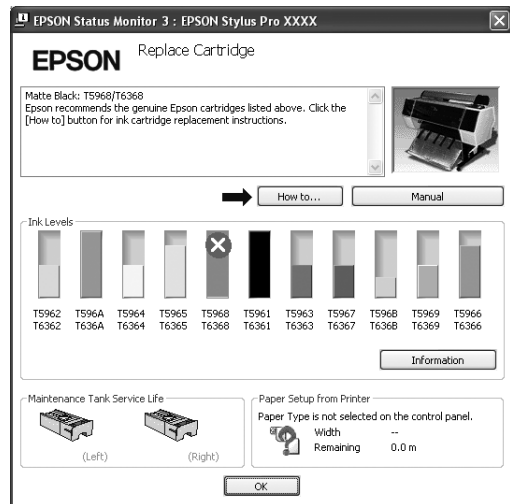 EPSON Status Monitor 3 : EPSON Stylus Pro XXXX
EPSON
Replace Cartridge
Matte Black: T5968/T6368
Epson recommends the genuine Epson cartridges listed above. Click the
[How to] button for ink cartridge replacement instructions.
How to...
Manual
Ink Levels
T5962 T596A T5964 T5965 T5968 T5961 T5963 T5967 T596B T5969 T5966
T6362 T636A T6364 T6365 T6368 T6361 T6363 T6367 T636B T6369 T6366
Information
Maintenance Tank Service Life
(Left)
(Right)
Paper Setup from Printer
Paper Type is not selected on the control panel.
Width --
Remaining 0.0 m
OK